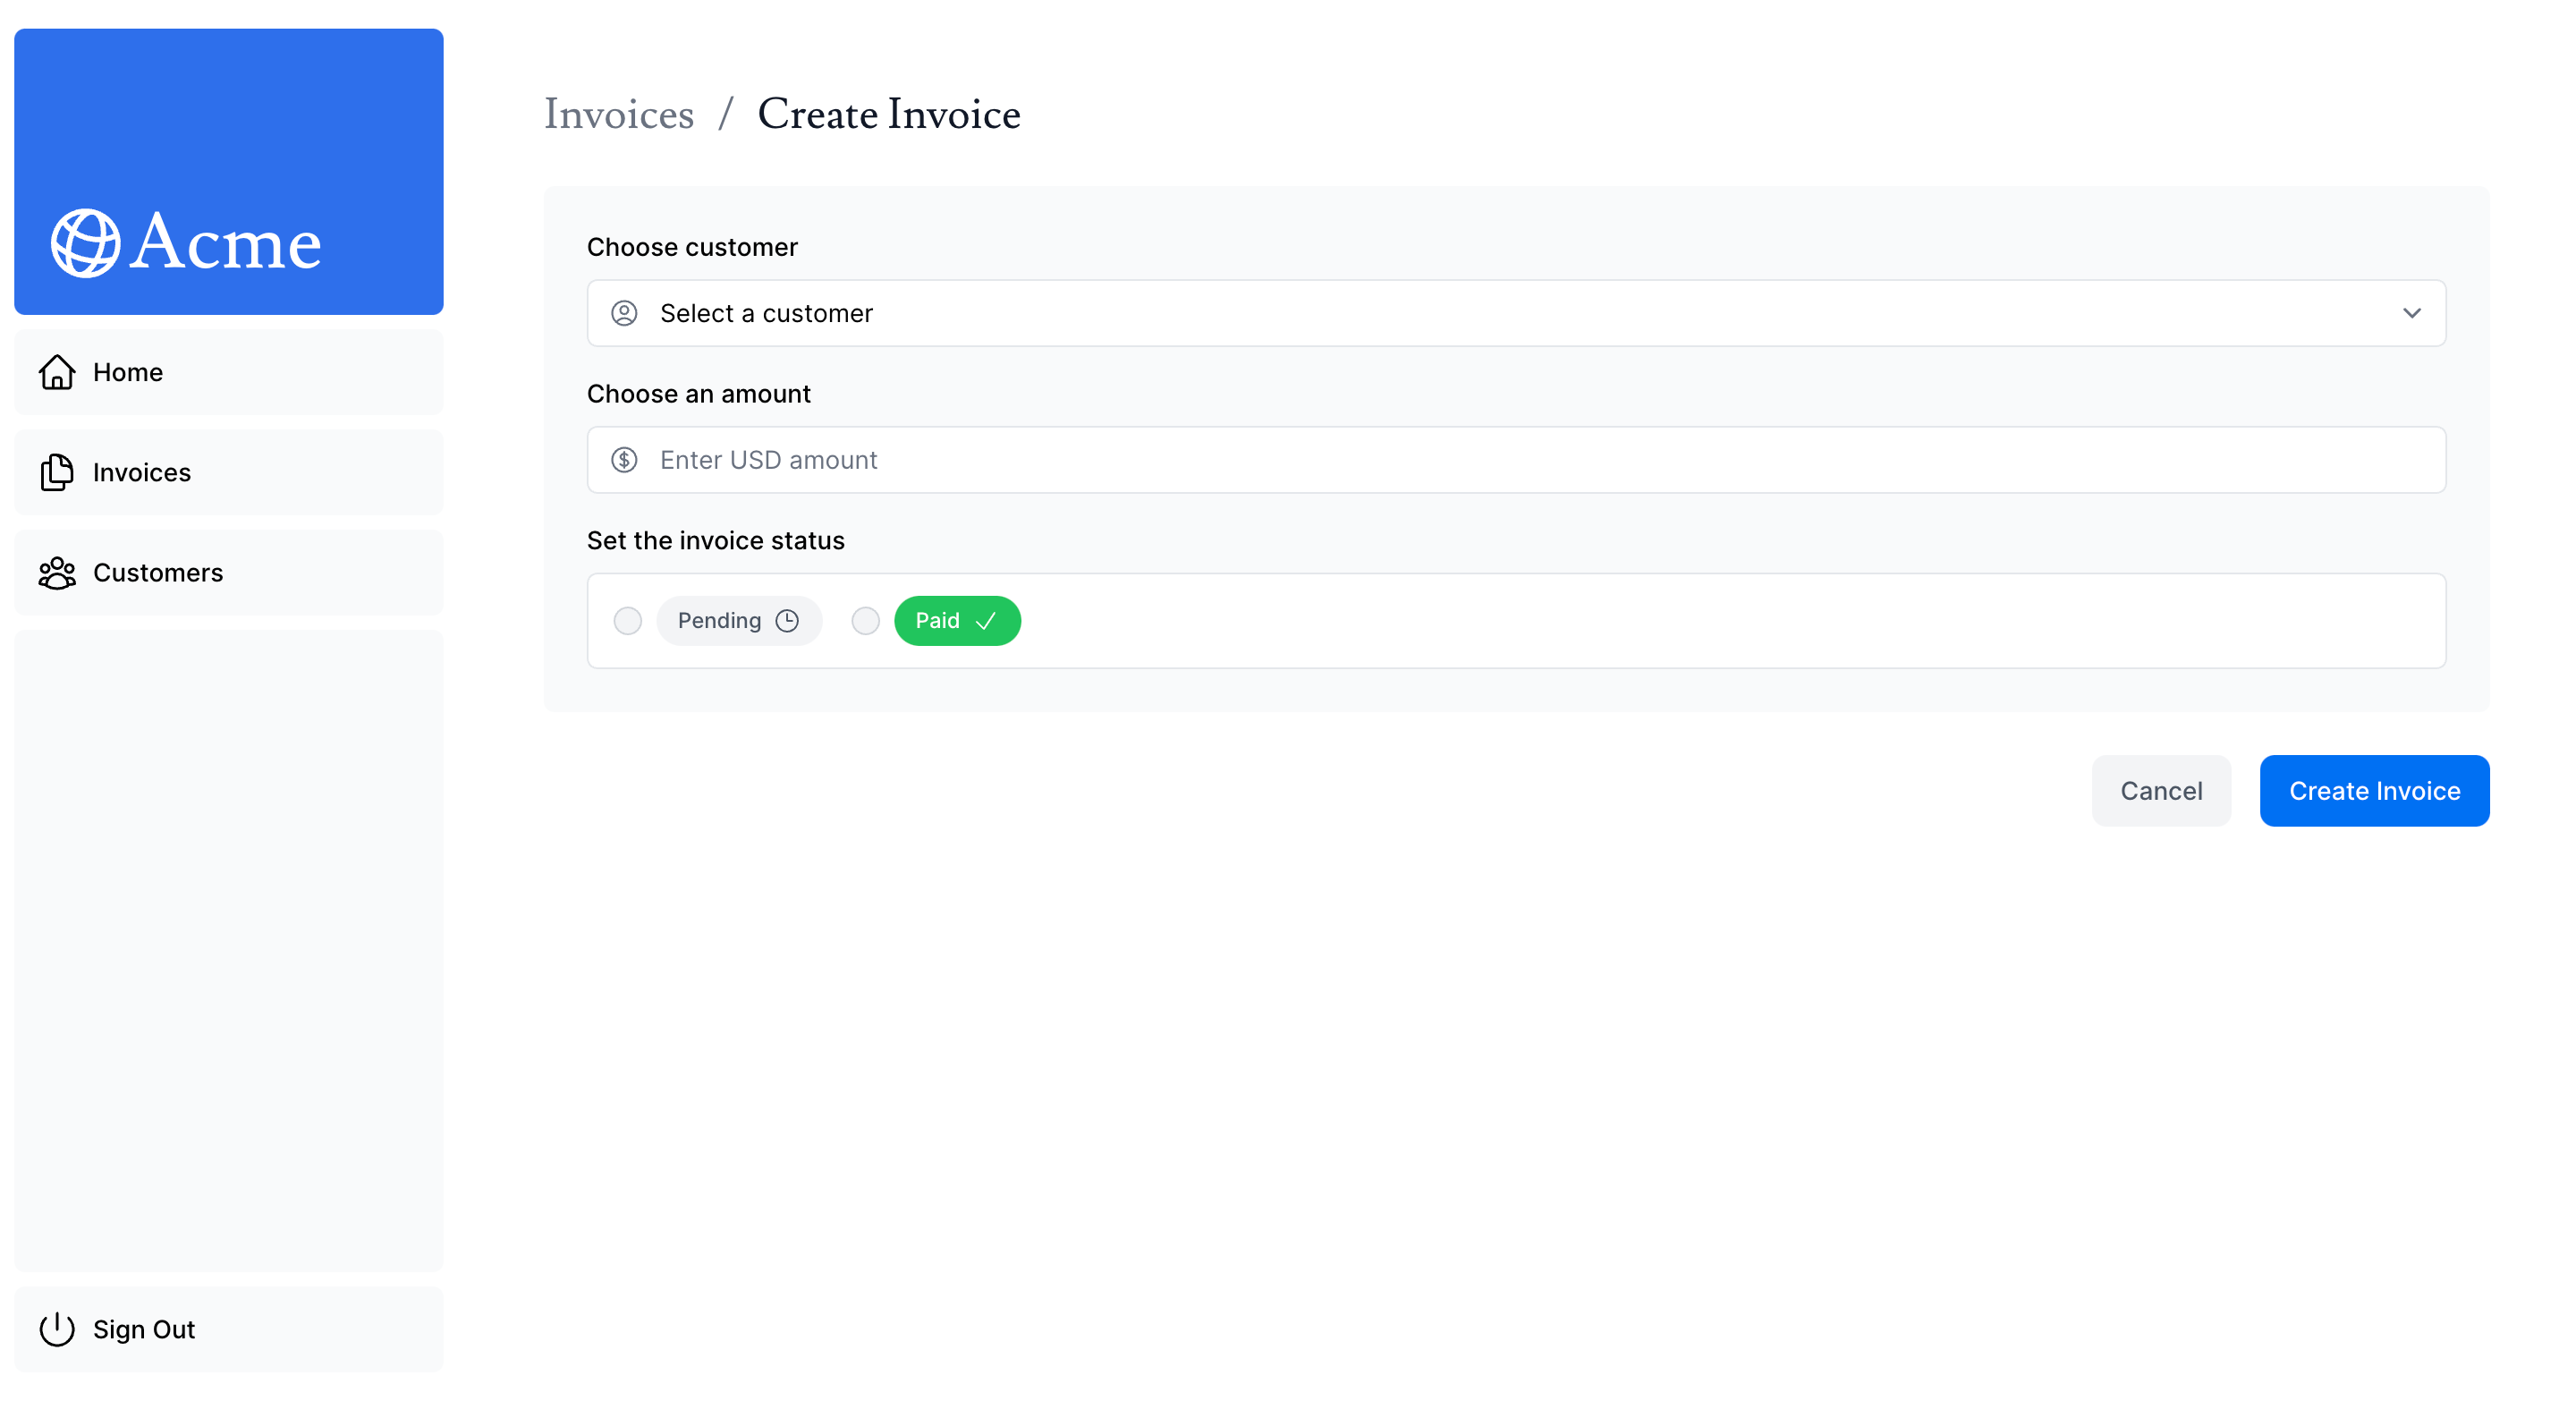 Acme
Home
Invoices
Customers
Sign Out
Invoices / Create Invoice
Choose customer
Select a customer
Choose an amount
Enter USD amount
Set the invoice status
Pending Paid
Cancel Create Invoice